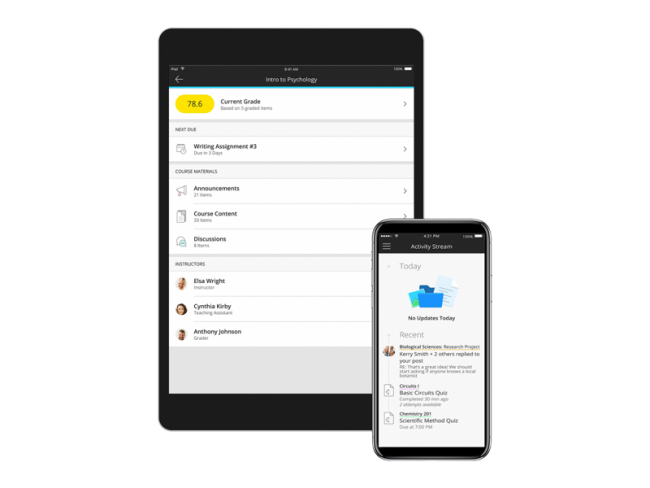 iPad 9:41 AM 100%
Intro to Psychology
78.6
Current Grade
Based on 5 graded items
NEXT DUE
Writing Assignment #3
Due in 3 Days
COURSE MATERIALS
Announcements
21 Items
Course Content
Items
Discussions
8 Items
INSTRUCTORS
Elsa Wright
Instructor
Cynthia Kirby
Teaching Assistant
Anthony Johnson
Grader
4:21 PM 100%
Activity Stream
Today
No Updates Today
Recent
Biological Sciences: Research Project
Kerry Smith + 2 others replied to
your post
RE: Thats a great idea! We should
start asking if anyone knows a local
botanist
Circuits I
Basic Circuits Quiz
Completed 30 min ago
2 attempts available
Chemistry 201
Scientific Method Quiz
Due at 7:00 PM